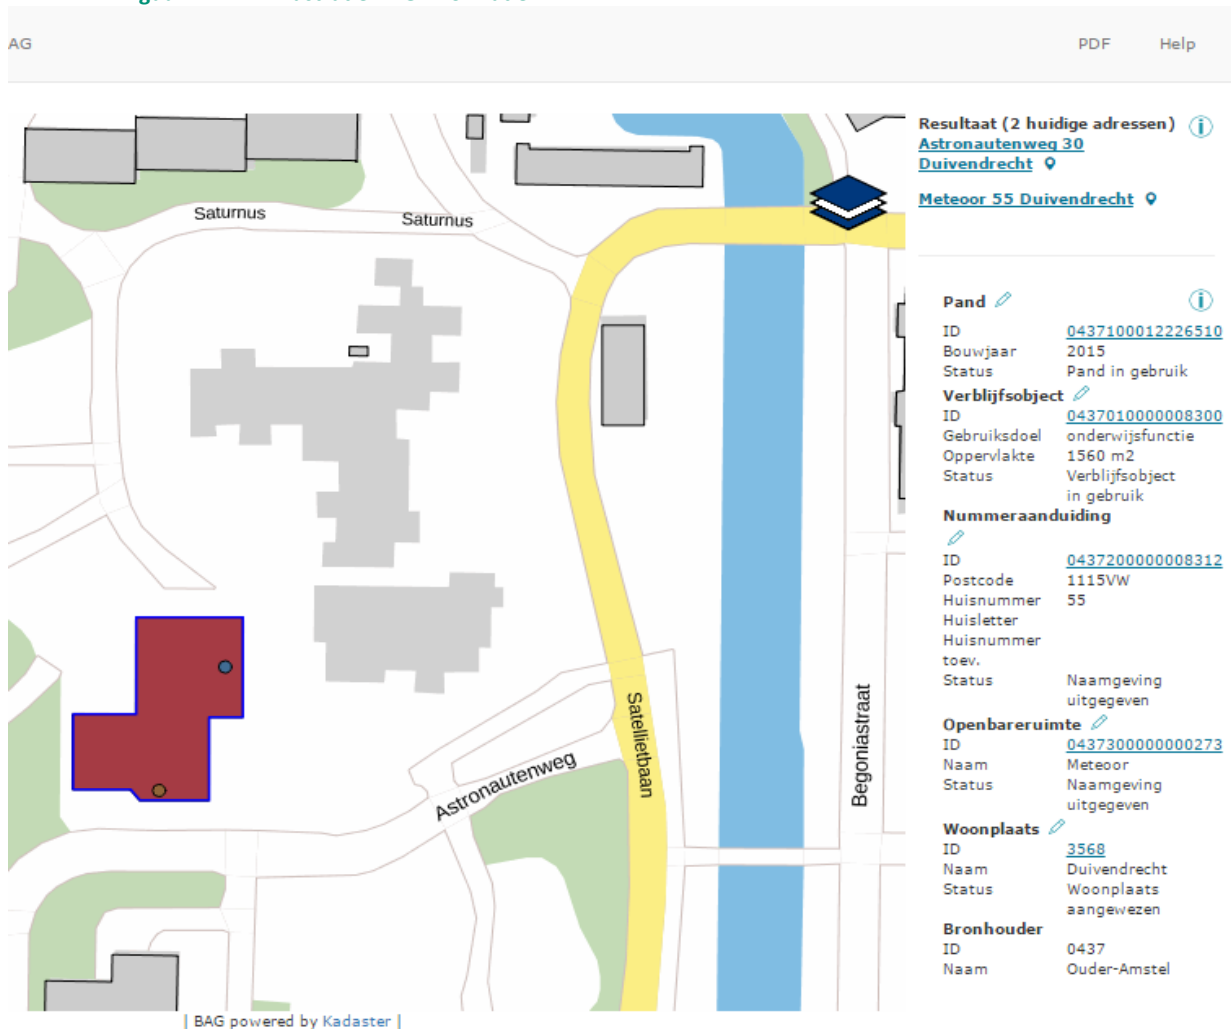 AG
PDF Help
Resultaat (2 huidige adressen)
Astronautenweg 30
Duivendrecht
Meteoor 55 Duivendrecht
Saturnus
Saturnus
Satellietbaan
Begoniastraat
Astronautenweg
Pand
ID 0437100012226510
Bouwjaar 2015
Status Pand in gebruik
Verblijfsobject
ID 0437010000008300
Gebruiksdoel onderwijsfunctie
Oppervlakte 1560 m2
Status Verblijfsobject
in gebruik
Nummeraanduiding
ID 0437200000008312
Postcode 1115VW
Huisnummer 55
Huisletter
Huisnummer
toev.
Status Naamgeving
uitgegeven
Openbareruimte
ID 0437300000000273
Naam Meteoor
Status Naamgeving
uitgegeven
Woonplaats
ID 3568
Naam Duivendrecht
Status Woonplaats
aangewezen
Bronhouder
ID 0437
Naam Ouder-Amstel
| BAG powered by Kadaster |